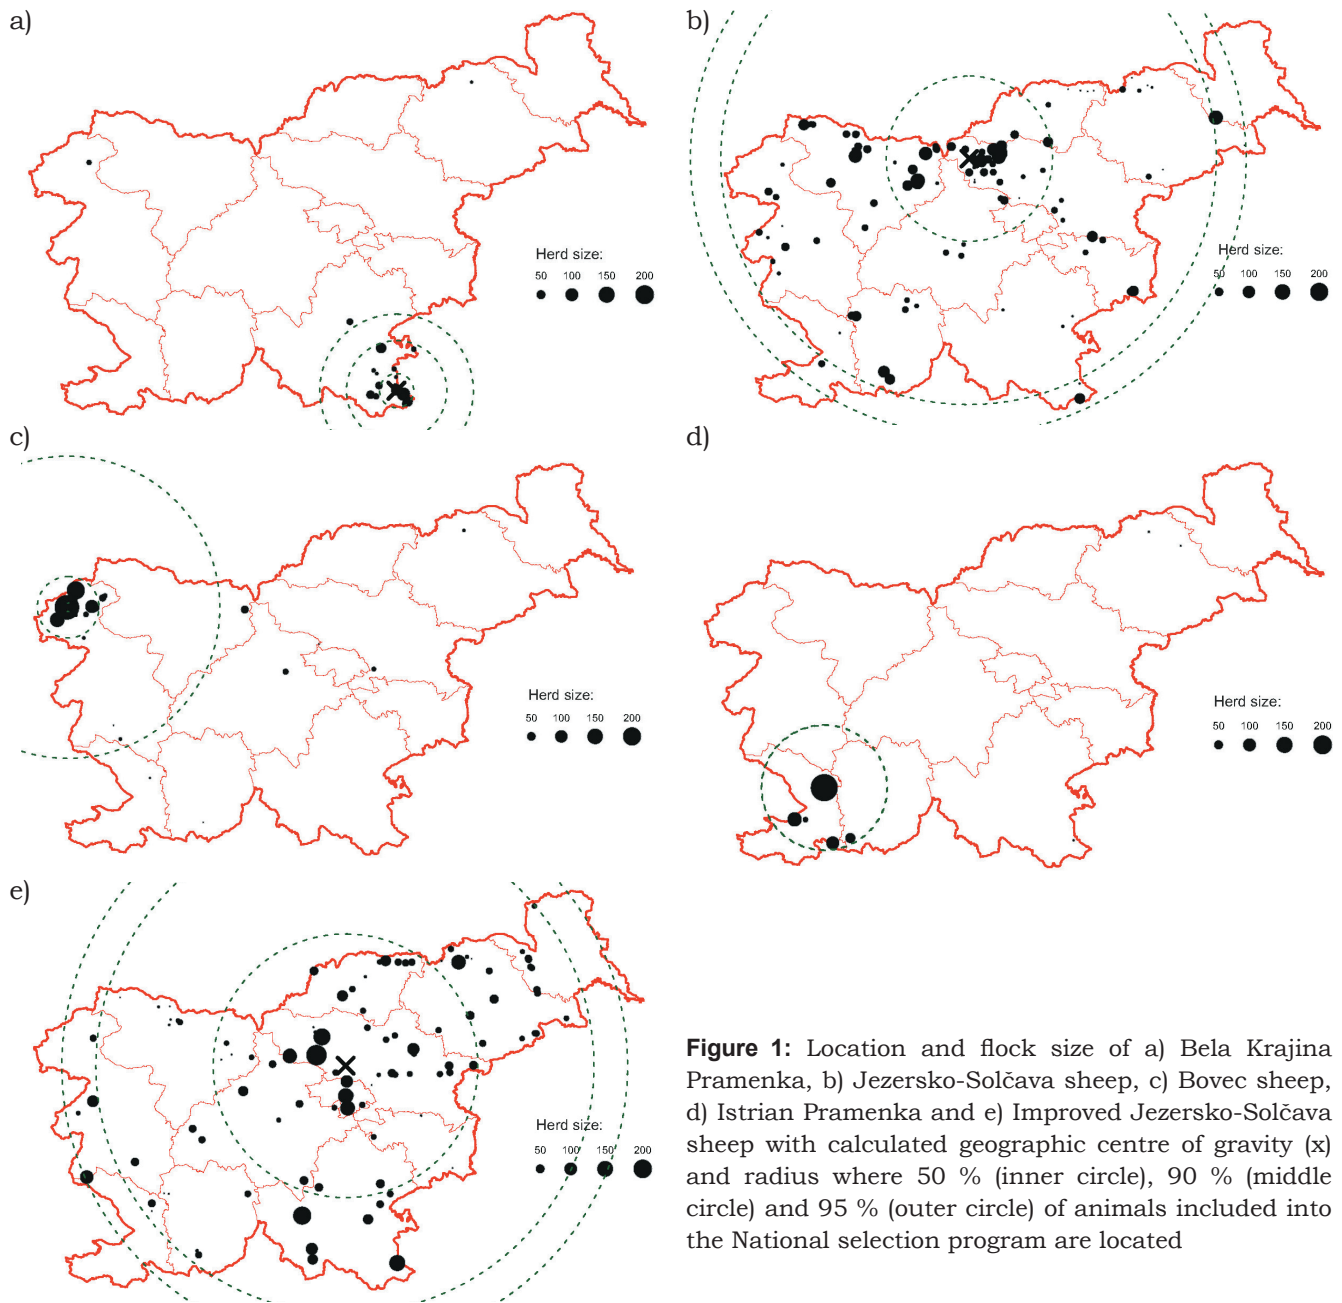 a)
b)
Herd size:
50 100 150 200
Herd size:
50 100 150 200
c)
d)
Herd size:
50 100 150 200
Herd size:
50 100 150 200
e)
Herd size:
50 100 150 200
Figure 1: Location and flock size of a) Bela Krajina
Pramenka, b) Jezersko-Solčava sheep, c) Bovec sheep,
d) Istrian Pramenka and e) Improved Jezersko-Solčava
sheep with calculated geographic centre of gravity (x)
and radius where 50 % (inner circle), 90 % (middle
circle) and 95 % (outer circle) of animals included into
the National selection program are located